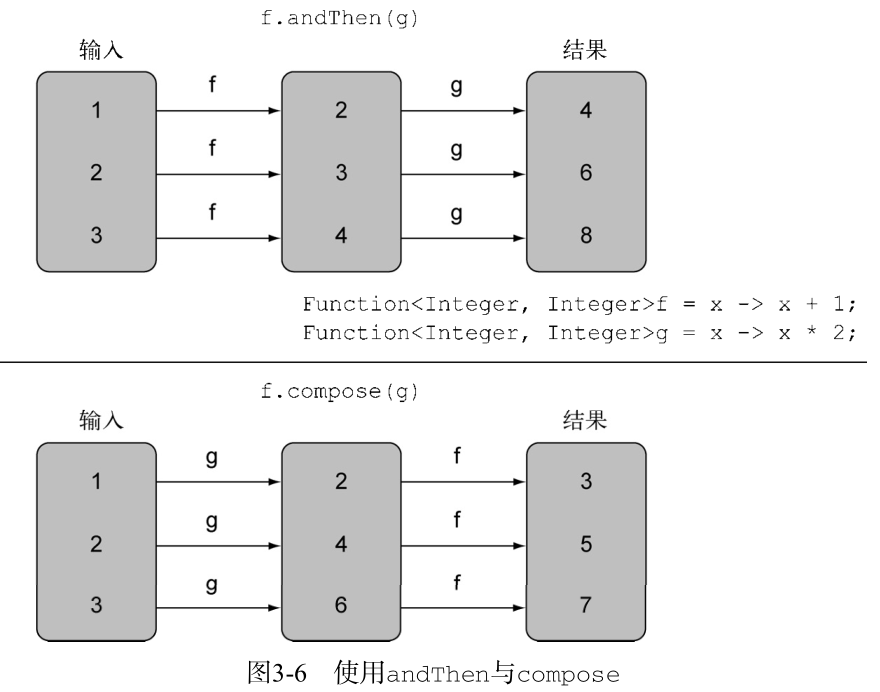 f.andThen(g)
输入 结果
f g
1 2 4
f g
2 3 6
f g
3 4 8
Function<Integer, Integer>f = x -> x + 1;
Function<Integer, Integer>g = x -> x * 2;
f.compose(g)
输入 结果
g f
1 2 3
g f
2 4 5
g f
3 6 7
图3-6 使用andThen与compose